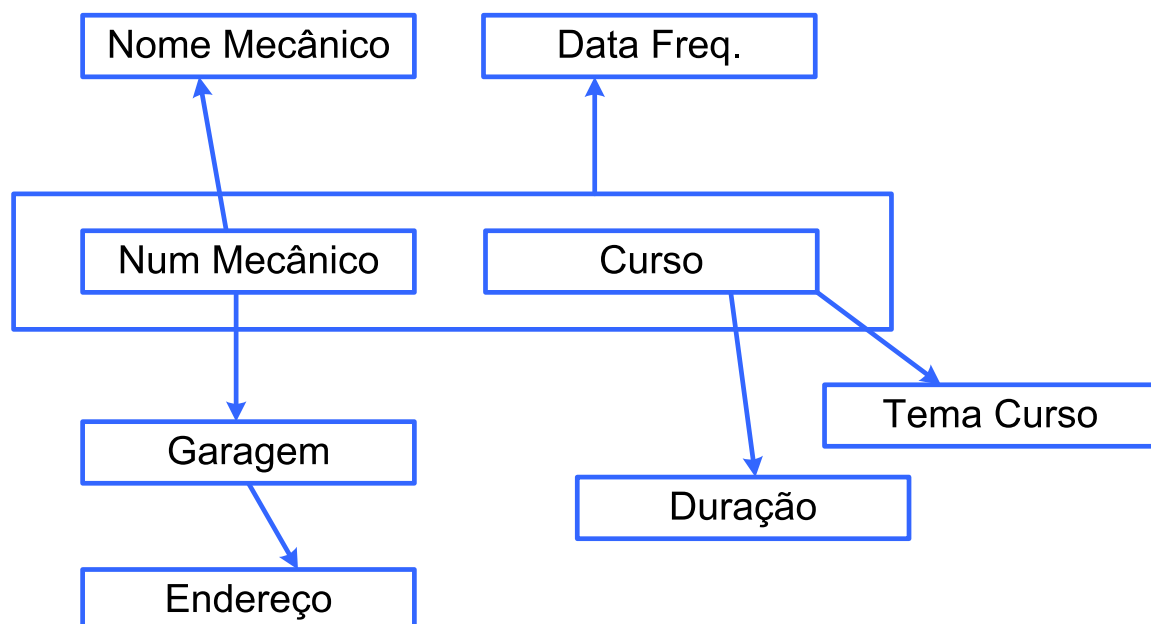 Nome Mecânico
Data Freq.
Num Mecânico
Curso
Tema Curso
Garagem
Duração
Endereço